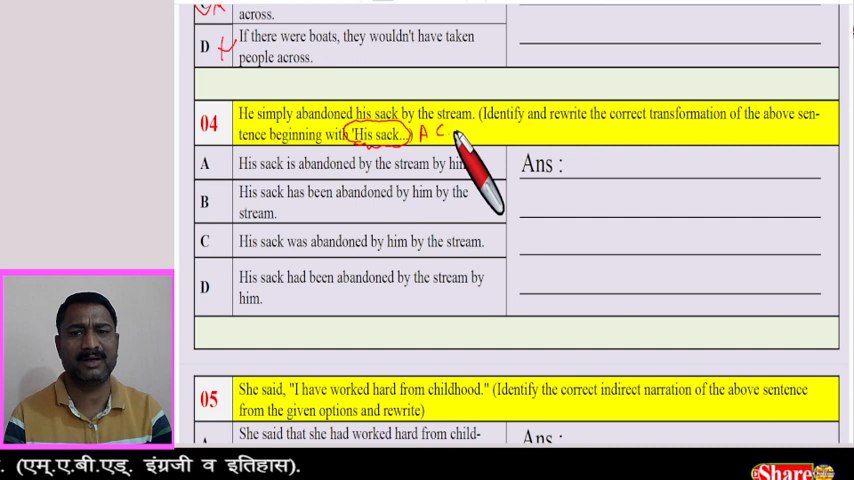 across.
D
If there were boats, they wouldn't have taken
people across.
04
He simply abandoned his sack by the stream. (Identify and rewrite the correct transformation of the above sen-
tence beginning with 'His sack...)
A C
A
His sack is abandoned by the stream by him
Ans :
B
His sack has been abandoned by him by the
stream.
C
His sack was abandoned by him by the stream.
D
His sack had been abandoned by the stream by
him.
05
She said, "I have worked hard from childhood." (Identify the correct indirect narration of the above sentence
from the given options and rewrite)
She said that she had worked hard from child-
Ans :
. (एम.ए.बी.एड्. इंग्रजी व इतिहास).
Share